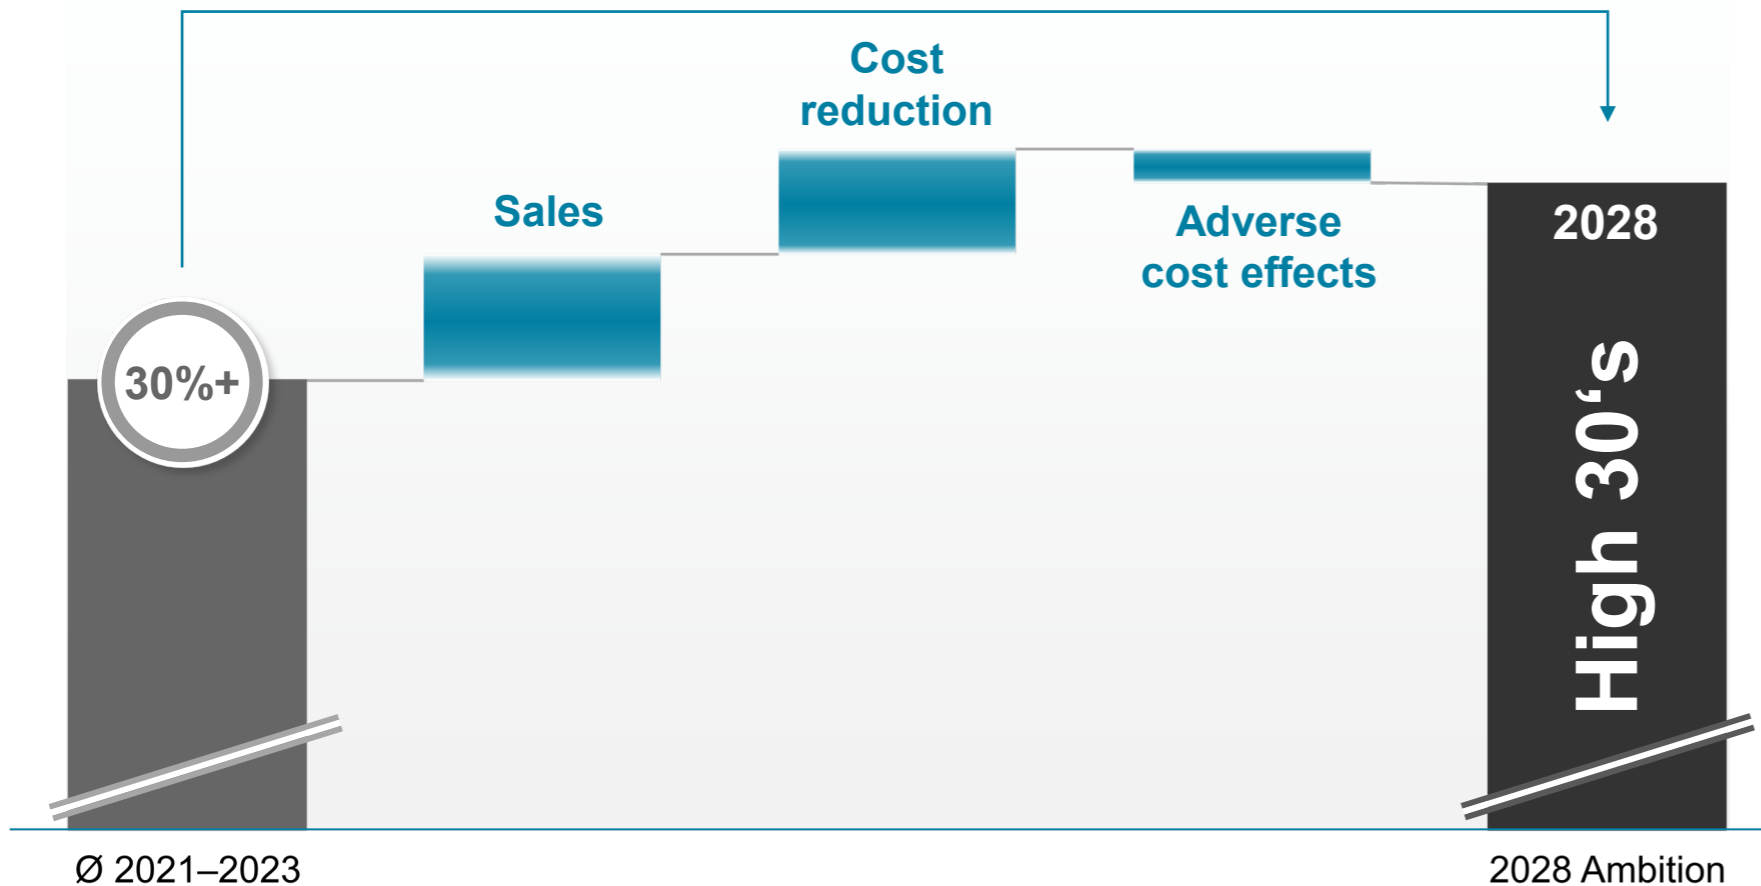 Cost
reduction
Sales
Adverse
cost effects
2028
30%+
High 30‘s
Ø 2021–2023
2028 Ambition